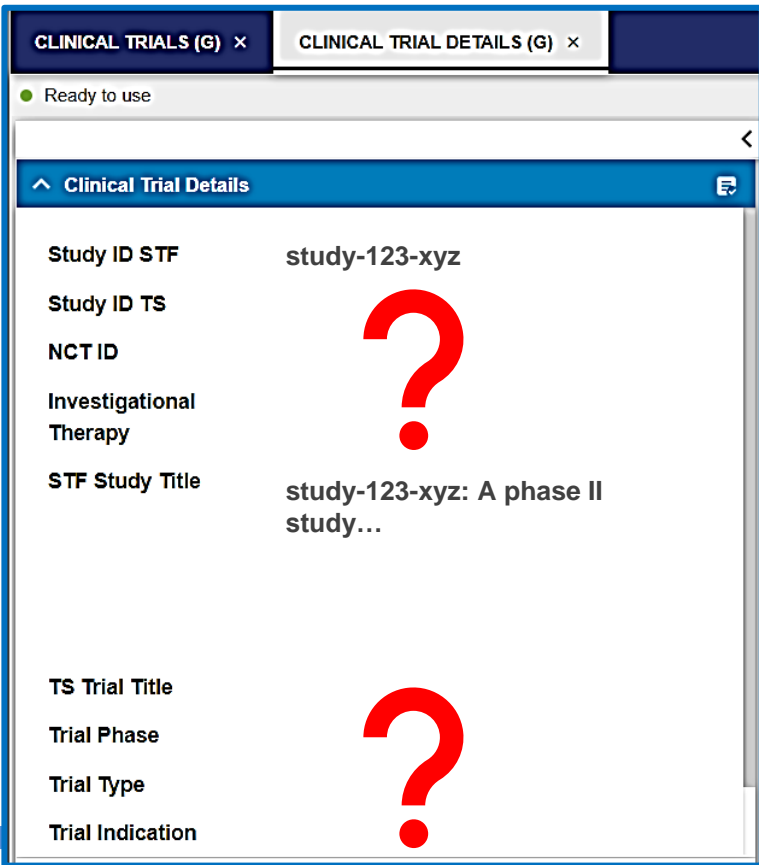 CLINICAL TRIALS (G) ×
CLINICAL TRIAL DETAILS (G) ×
Ready to use
Clinical Trial Details
Study ID STF study-123-xyz
Study ID TS
NCT ID
Investigational
Therapy
STF Study Title study-123-xyz: A phase II
study…
TS Trial Title
Trial Phase
Trial Type
Trial Indication
?
?